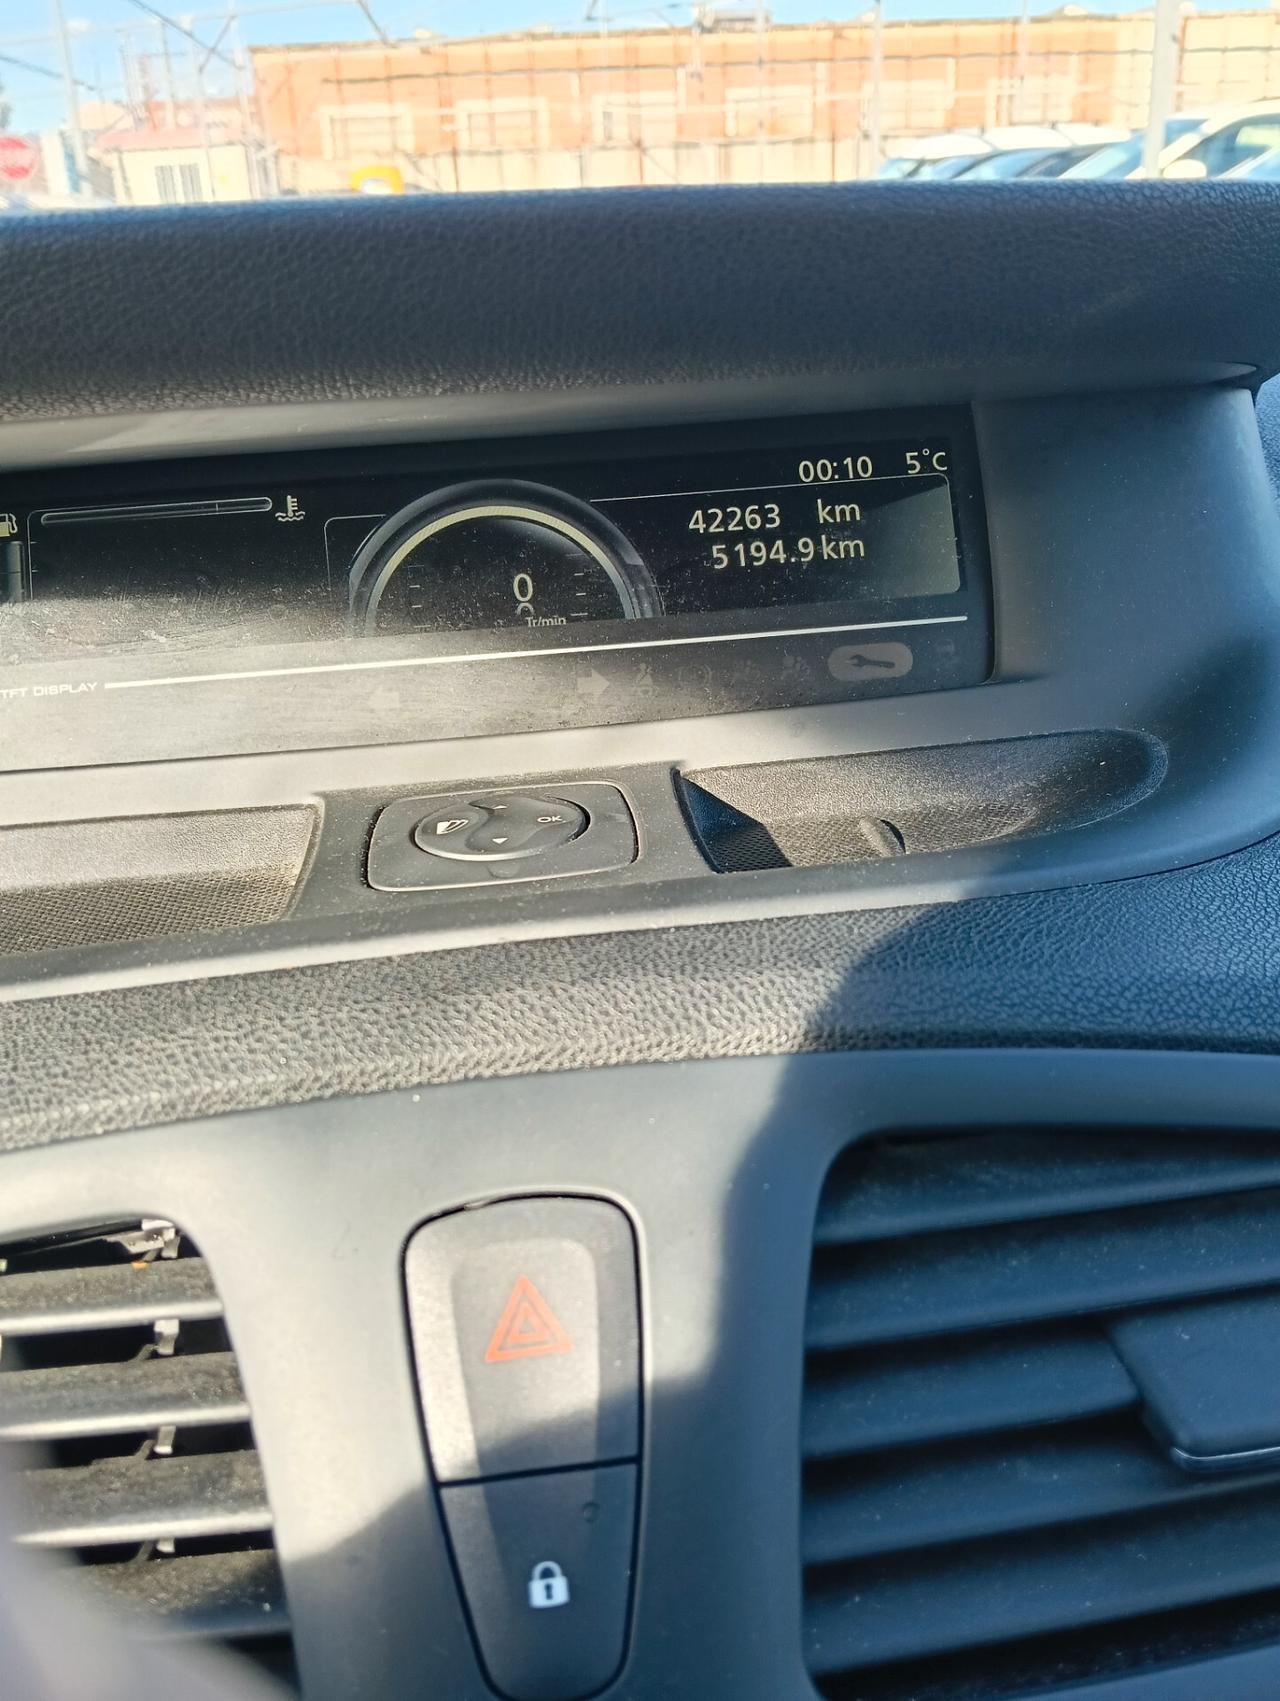 00:10 5°C
42263 km
5194.9 km
0
Tr/min
TFT DISPLAY
OK